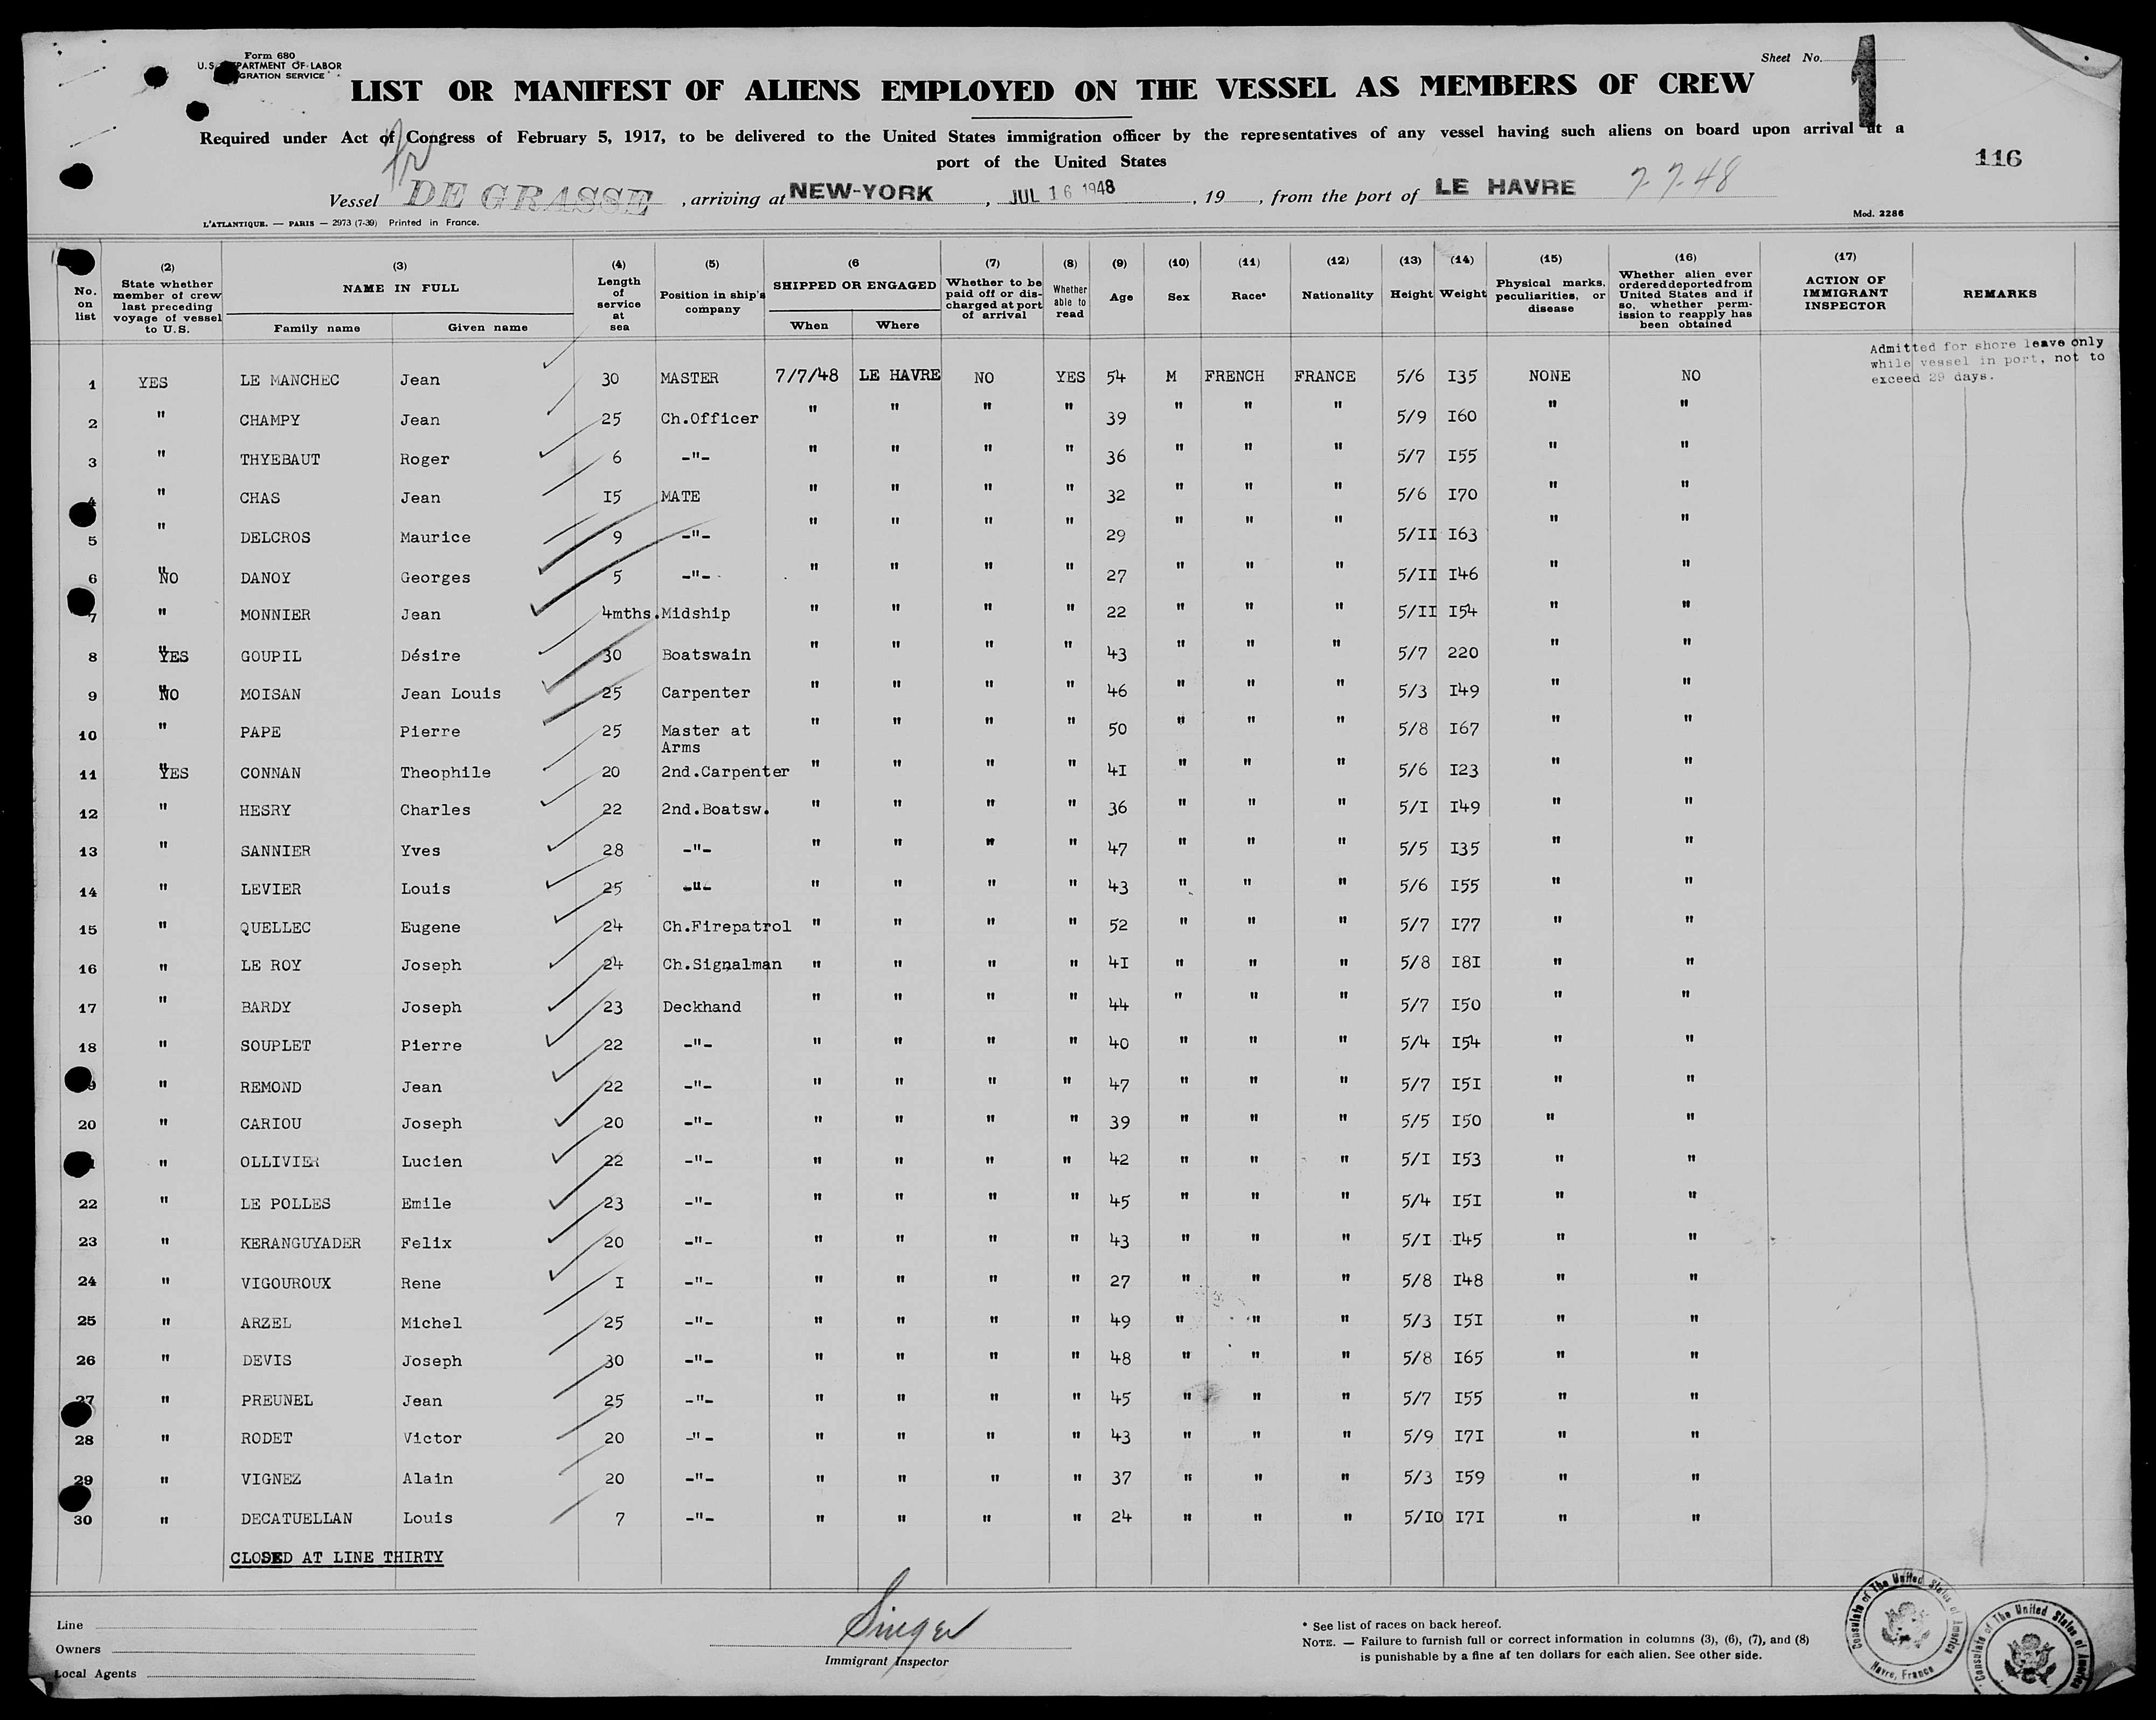 Form 680
U.S. DEPARTMENT OF LABOR
IMMIGRATION SERVICE
Sheet No. 1
LIST OR MANIFEST OF ALIENS EMPLOYED ON THE VESSEL AS MEMBERS OF CREW
Required under Act of Congress of February 5, 1917, to be delivered to the United States immigration officer by the representatives of any vessel having such aliens on board upon arrival at a
port of the United States
116
Vessel DE GRASSE , arriving at NEW-YORK , JUL 16 1948 , 19 , from the port of LE HAVRE 7-7-48
L'ATLANTIQUE. — PARIS — 2973 (7-39) Printed in France.
Mod. 2286
No. on list | (2) State whether member of crew last preceding voyage of vessel to U.S. | (3) NAME IN FULL Family name | Given name | (4) Length of service at sea | (5) Position in ship's company | (6 SHIPPED OR ENGAGED When | Where | (7) Whether to be paid off or discharged at port of arrival | (8) Whether able to read | (9) Age | (10) Sex | (11) Race* | (12) Nationality | (13) Height | (14) Weight | (15) Physical marks, peculiarities, or disease | (16) Whether alien ever ordered deported from United States and if so, whether permission to reapply has been obtained | (17) ACTION OF IMMIGRANT INSPECTOR | REMARKS
Admitted for shore leave only
while vessel in port, not to
exceed 29 days.
1 YES LE MANCHEC Jean 30 MASTER 7/7/48 LE HAVRE NO YES 54 M FRENCH FRANCE 5/6 I35 NONE NO
2 " CHAMPY Jean 25 Ch.Officer " " " " 39 " " " 5/9 I60 " "
3 " THYEBAUT Roger 6 -"- " " " " 36 " " " 5/7 I55 " "
4 " CHAS Jean I5 MATE " " " " 32 " " " 5/6 I70 " "
5 " DELCROS Maurice 9 -"- " " " " 29 " " " 5/II I63 " "
6 NO DANOY Georges 5 -"- " " " " 27 " " " 5/II I46 " "
7 " MONNIER Jean 4mths. Midship " " " " 22 " " " 5/II I54 " "
8 YES GOUPIL Désire 30 Boatswain " " " " 43 " " " 5/7 220 " "
9 NO MOISAN Jean Louis 25 Carpenter " " " " 46 " " " 5/3 I49 " "
10 " PAPE Pierre 25 Master at Arms " " " " 50 " " " 5/8 I67 " "
11 YES CONNAN Theophile 20 2nd.Carpenter " " " " 4I " " " 5/6 I23 " "
12 " HESRY Charles 22 2nd.Boatsw. " " " " 36 " " " 5/I I49 " "
13 " SANNIER Yves 28 -"- " " " " 47 " " " 5/5 I35 " "
14 " LEVIER Louis 25 -"- " " " " 43 " " " 5/6 I55 " "
15 " QUELLEC Eugene 24 Ch.Firepatrol " " " " 52 " " " 5/7 I77 " "
16 " LE ROY Joseph 24 Ch.Signalman " " " " 4I " " " 5/8 I8I " "
17 " BARDY Joseph 23 Deckhand " " " " 44 " " " 5/7 I50 " "
18 " SOUPLET Pierre 22 -"- " " " " 40 " " " 5/4 I54 " "
19 " REMOND Jean 22 -"- " " " " 47 " " " 5/7 I5I " "
20 " CARIOU Joseph 20 -"- " " " " 39 " " " 5/5 I50 " "
21 " OLLIVIER Lucien 22 -"- " " " " 42 " " " 5/I I53 " "
22 " LE POLLES Emile 23 -"- " " " " 45 " " " 5/4 I5I " "
23 " KERANGUYADER Felix 20 -"- " " " " 43 " " " 5/I I45 " "
24 " VIGOUROUX Rene I -"- " " " " 27 " " " 5/8 I48 " "
25 " ARZEL Michel 25 -"- " " " " 49 " " " 5/3 I5I " "
26 " DEVIS Joseph 30 -"- " " " " 48 " " " 5/8 I65 " "
27 " PREUNEL Jean 25 -"- " " " " 45 " " " 5/7 I55 " "
28 " RODET Victor 20 -"- " " " " 43 " " " 5/9 I7I " "
29 " VIGNEZ Alain 20 -"- " " " " 37 " " " 5/3 I59 " "
30 " DECATUELLAN Louis 7 -"- " " " " 24 " " " 5/I0 I7I " "
CLOSED AT LINE THIRTY
Line
Owners
Local Agents
Singer
Immigrant Inspector
* See list of races on back hereof.
NOTE. — Failure to furnish full or correct information in columns (3), (6), (7), and (8)
is punishable by a fine af ten dollars for each alien. See other side.
Consulate of The United States of America
Havre, France
Consulate of The United States of America